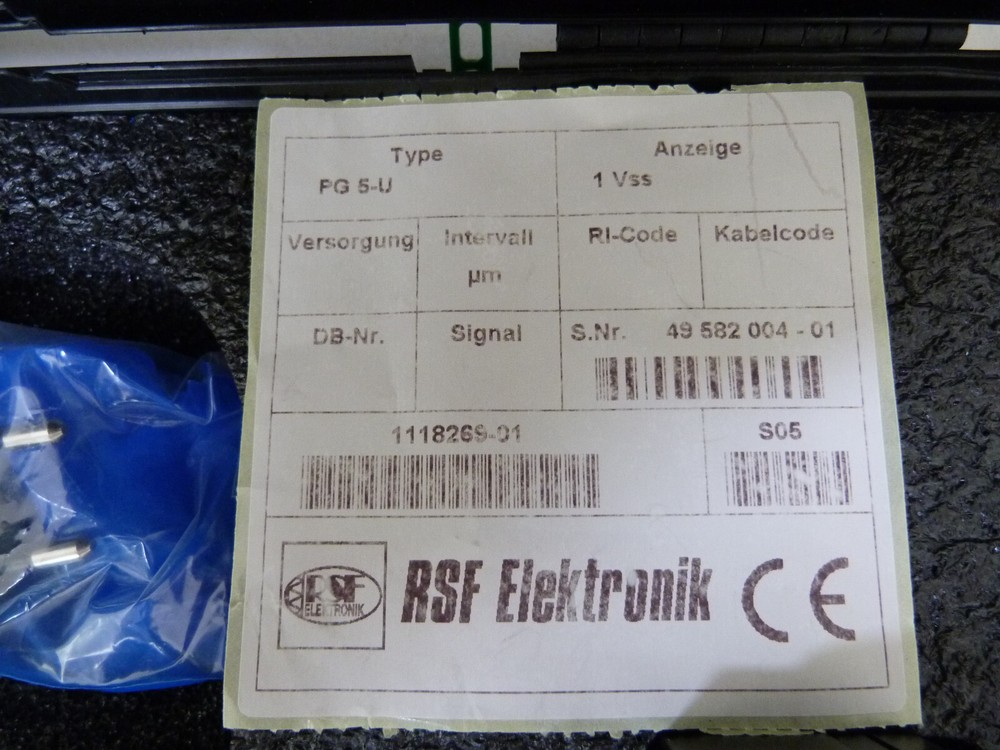 Type
Anzeige
PG 5-U
1 Vss
Versorgung
Intervall
RI-Code
Kabelcode
µm
DB-Nr.
Signal
S.Nr. 49 582 004 - 01
1118269-01
S05
RSF
ELEKTRONIK
RSF Elektronik
CE